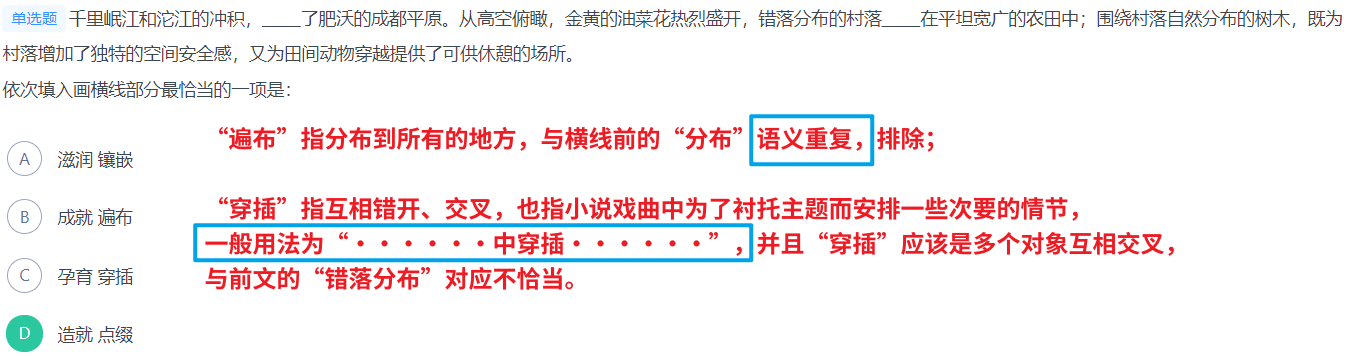 单选题 千里岷江和沱江的冲积，_____了肥沃的成都平原。从高空俯瞰，金黄的油菜花热烈盛开，错落分布的村落_____在平坦宽广的农田中；围绕村落自然分布的树木，既为
村落增加了独特的空间安全感，又为田间动物穿越提供了可供休憩的场所。
依次填入画横线部分最恰当的一项是：
“遍布”指分布到所有的地方，与横线前的“分布”语义重复，排除；
A 滋润 镶嵌
“穿插”指互相错开、交叉，也指小说戏曲中为了衬托主题而安排一些次要的情节，
B 成就 遍布
一般用法为“······中穿插······”，并且“穿插”应该是多个对象互相交叉，
C 孕育 穿插
与前文的“错落分布”对应不恰当。
D 造就 点缀